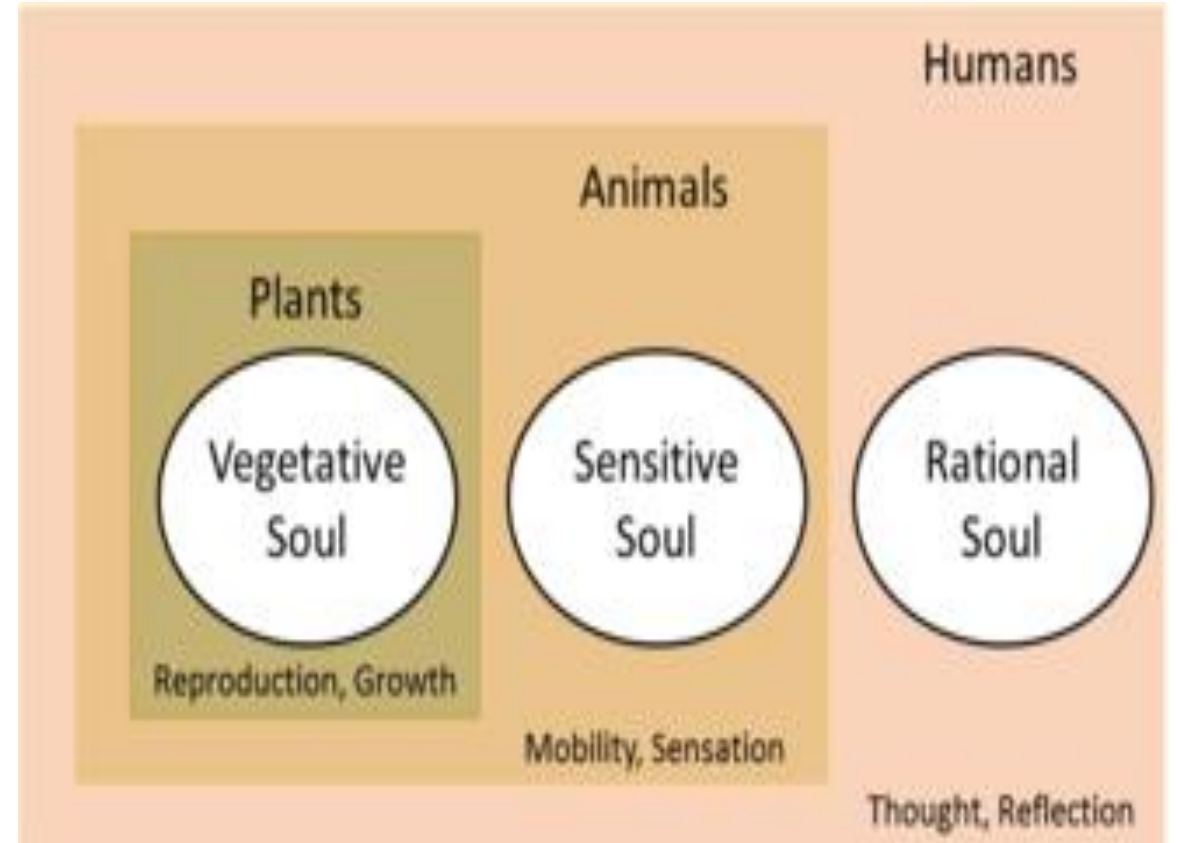 Humans
Animals
Plants
Vegetative
Soul
Sensitive
Soul
Rational
Soul
Reproduction, Growth
Mobility, Sensation
Thought, Reflection